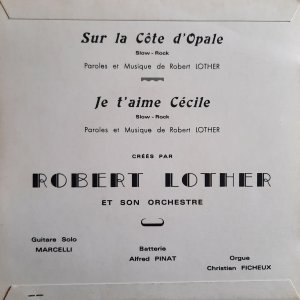 Sur la Côte d'Opale
Slow - Rock
Paroles et Musique de Robert LOTHER
Je t'aime Cécile
Slow - Rock
Paroles et Musique de Robert LOTHER
CRÉÉS PAR
ROBERT LOTHER
ET SON ORCHESTRE
Guitare Solo
MARCELLI
Batterie
Alfred PINAT
Orgue
Christian FICHEUX